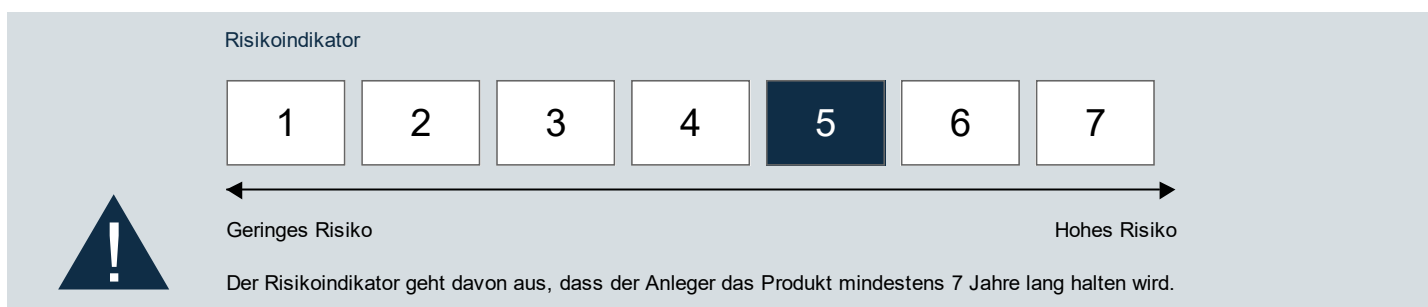 Risikoindikator
1 2 3 4 5 6 7
!
Geringes Risiko Hohes Risiko
Der Risikoindikator geht davon aus, dass der Anleger das Produkt mindestens 7 Jahre lang halten wird.